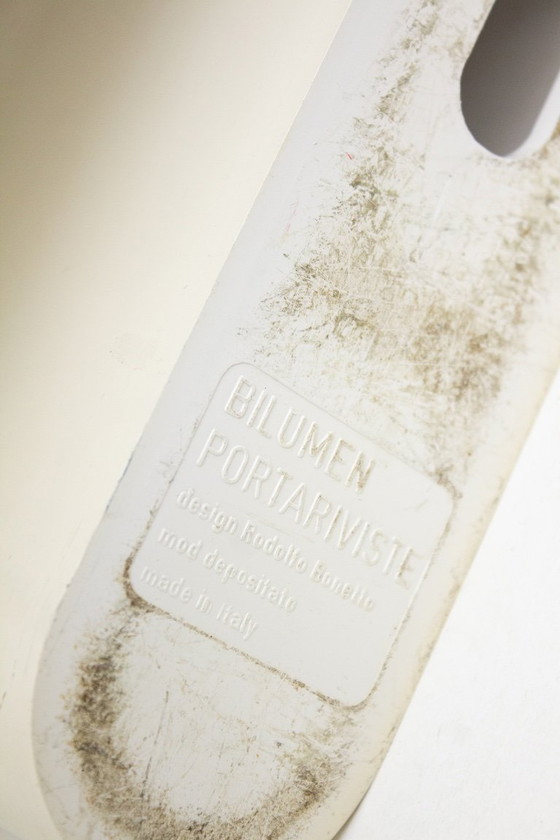 BILUMEN
PORTARIVISTE
design Rodolfo Bonetto
mod depositato
made in Italy